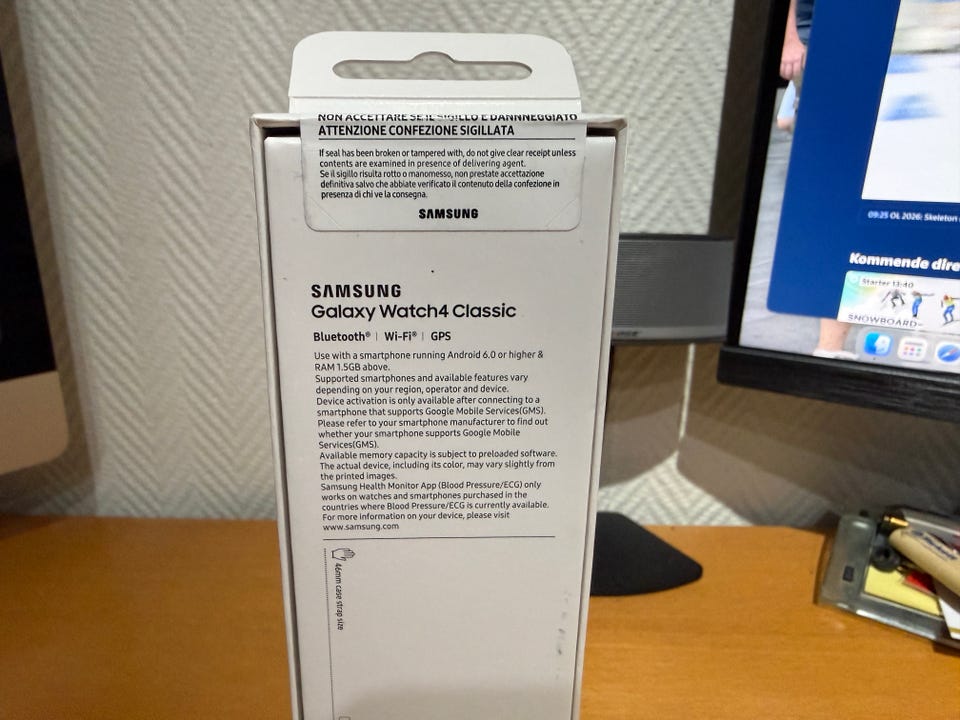 NON ACCETTARE SE IL SIGILLO È DANNNEGGIATO
ATTENZIONE CONFEZIONE SIGILLATA
If seal has been broken or tampered with, do not give clear receipt unless
contents are examined in presence of delivering agent.
Se il sigillo risulta rotto o manomesso, non prestate accettazione
definitiva salvo che abbiate verificato il contenuto della confezione in
presenza di chi ve la consegna.
SAMSUNG
SAMSUNG
Galaxy Watch4 Classic
Bluetooth® | Wi-Fi® | GPS
Use with a smartphone running Android 6.0 or higher &
RAM 1.5GB above.
Supported smartphones and available features vary
depending on your region, operator and device.
Device activation is only available after connecting to a
smartphone that supports Google Mobile Services(GMS).
Please refer to your smartphone manufacturer to find out
whether your smartphone supports Google Mobile
Services(GMS).
Available memory capacity is subject to preloaded software.
The actual device, including its color, may vary slightly from
the printed images.
Samsung Health Monitor App (Blood Pressure/ECG) only
works on watches and smartphones purchased in the
countries where Blood Pressure/ECG is currently available.
For more information on your device, please visit
www.samsung.com
46mm case strap size
09:25 OL 2026: Skeleton
Kommende dire
Starter 13:40
SNOWBOARD-